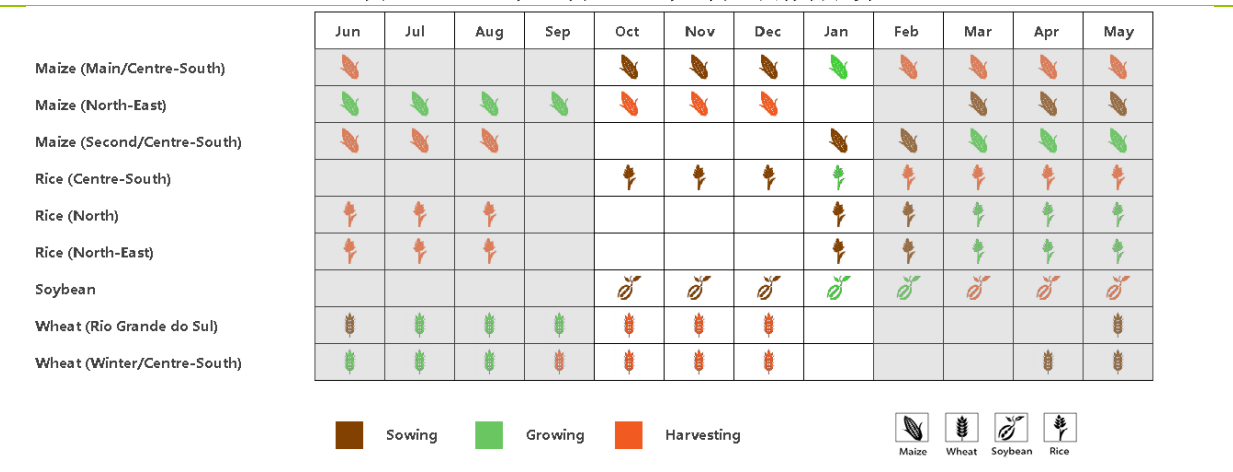 Jun Jul Aug Sep Oct Nov Dec Jan Feb Mar Apr May
Maize (Main/Centre-South)
Maize (North-East)
Maize (Second/Centre-South)
Rice (Centre-South)
Rice (North)
Rice (North-East)
Soybean
Wheat (Rio Grande do Sul)
Wheat (Winter/Centre-South)
Sowing Growing Harvesting
Maize Wheat Soybean Rice